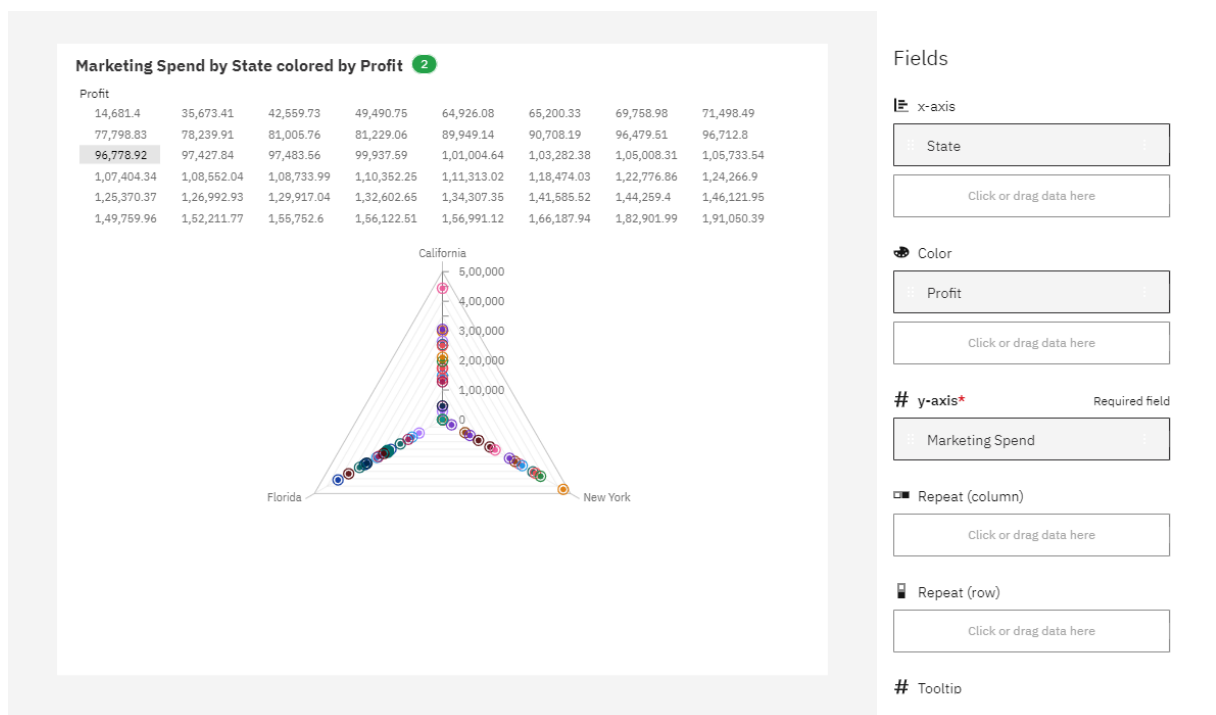 Marketing Spend by State colored by Profit 2
Profit
14,681.4 35,673.41 42,559.73 49,490.75 64,926.08 65,200.33 69,758.98 71,498.49
77,798.83 78,239.91 81,005.76 81,229.06 89,949.14 90,708.19 96,479.51 96,712.8
96,778.92 97,427.84 97,483.56 99,937.59 1,01,004.64 1,03,282.38 1,05,008.31 1,05,733.54
1,07,404.34 1,08,552.04 1,08,733.99 1,10,352.25 1,11,313.02 1,18,474.03 1,22,776.86 1,24,266.9
1,25,370.37 1,26,992.93 1,29,917.04 1,32,602.65 1,34,307.35 1,41,585.52 1,44,259.4 1,46,121.95
1,49,759.96 1,52,211.77 1,55,752.6 1,56,122.51 1,56,991.12 1,66,187.94 1,82,901.99 1,91,050.39
California
5,00,000
4,00,000
3,00,000
2,00,000
1,00,000
0
Florida
New York
Fields
x-axis
State
Click or drag data here
Color
Profit
Click or drag data here
# y-axis* Required field
Marketing Spend
Repeat (column)
Click or drag data here
Repeat (row)
Click or drag data here
# Tooltip